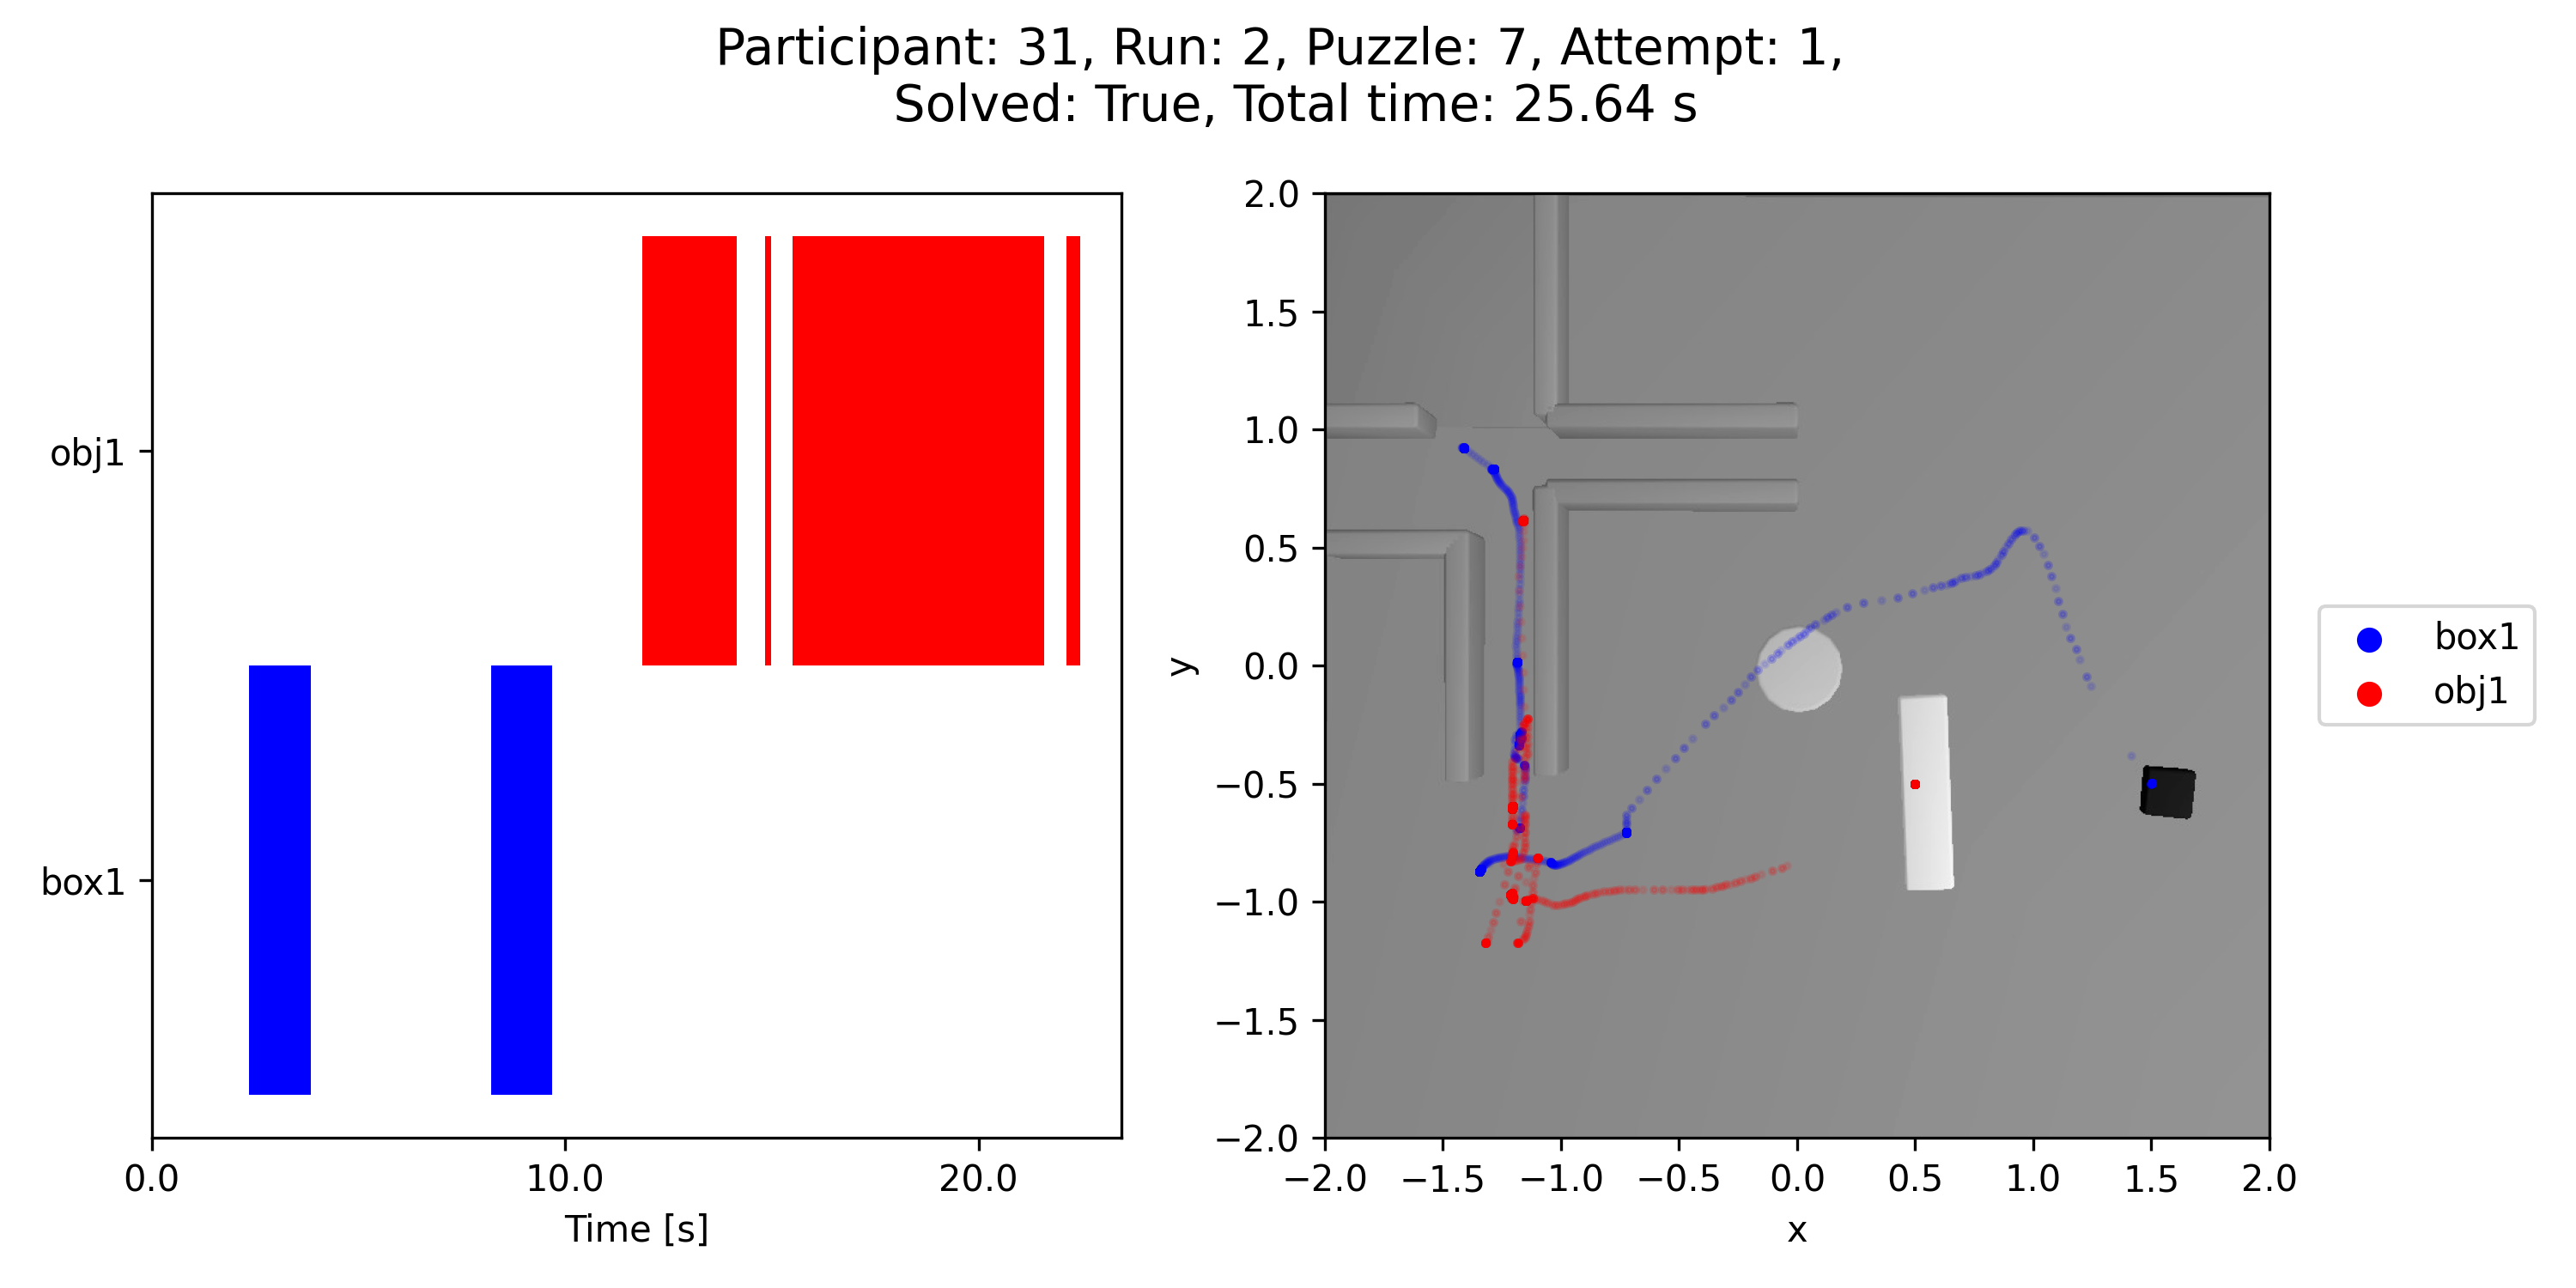 Participant: 31, Run: 2, Puzzle: 7, Attempt: 1,
Solved: True, Total time: 25.64 s
obj1
box1
0.0 10.0 20.0
Time [s]
2.0
1.5
1.0
0.5
0.0
−0.5
−1.0
−1.5
−2.0
y
−2.0 −1.5 −1.0 −0.5 0.0 0.5 1.0 1.5 2.0
x
box1
obj1